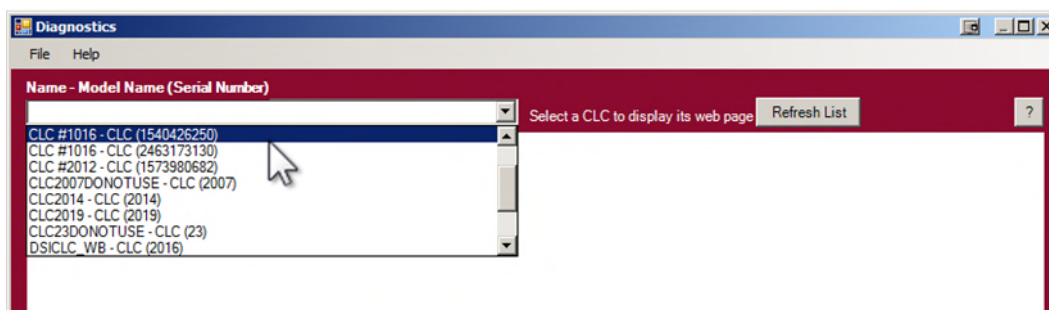 Diagnostics
File Help
Name - Model Name (Serial Number)
Select a CLC to display its web page Refresh List ?
CLC #1016 - CLC (1540426250)
CLC #1016 - CLC (2463173130)
CLC #2012 - CLC (1573980682)
CLC2007DONOTUSE - CLC (2007)
CLC2014 - CLC (2014)
CLC2019 - CLC (2019)
CLC23DONOTUSE - CLC (23)
DSICLC_WB - CLC (2016)